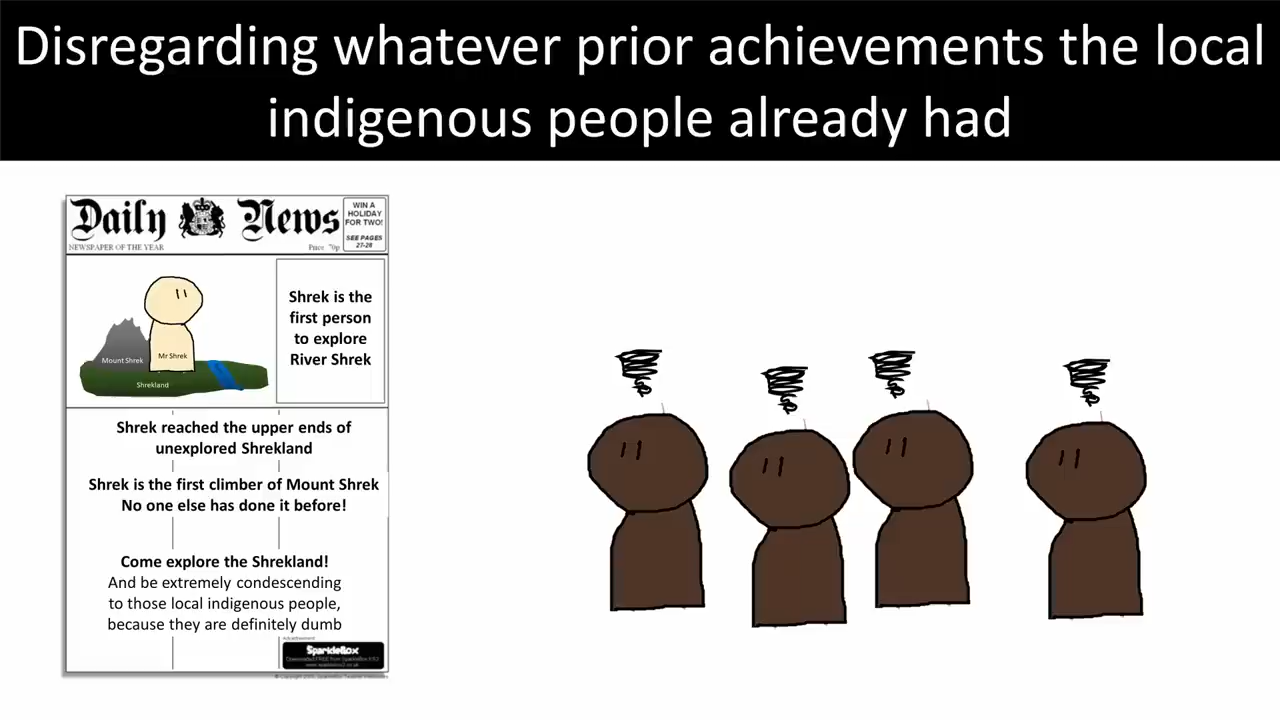 Disregarding whatever prior achievements the local
indigenous people already had
Daily News
WIN A
HOLIDAY
FOR TWO!
SEE PAGES
27-28
NEWSPAPER OF THE YEAR
Price 70p
Shrek is the
first person
to explore
River Shrek
Mount Shrek
Mr Shrek
Shrekland
Shrek reached the upper ends of
unexplored Shrekland
Shrek is the first climber of Mount Shrek
No one else has done it before!
Come explore the Shrekland!
And be extremely condescending
to those local indigenous people,
because they are definitely dumb
Advertisement
SparkleBox